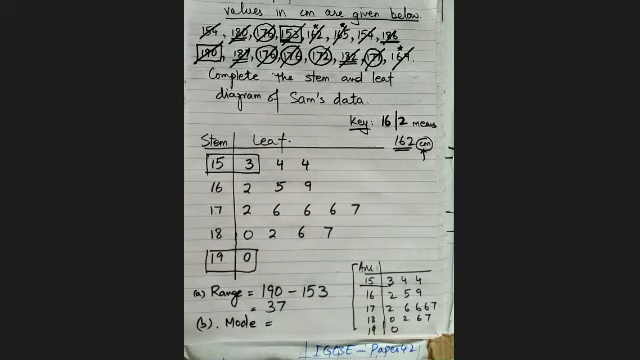 values in cm are given below.
154, 180, 176, 153, 162, 165, 154, 186
190, 187, 176, 176, 172, 182, 177, 169.
Complete the stem and leaf
diagram of Sam's data.
Key: 16|2 means
162 cm
Stem Leaf.
15 3 4 4
16 2 5 9
17 2 6 6 6 7
18 0 2 6 7
19 0
(a) Range = 190 - 153
= 37
(b). Mode =
Ans:
15 3 4 4
16 2 5 9
17 2 6 6 6 7
18 0 2 6 7
19 0
IGCSE - Paper 42